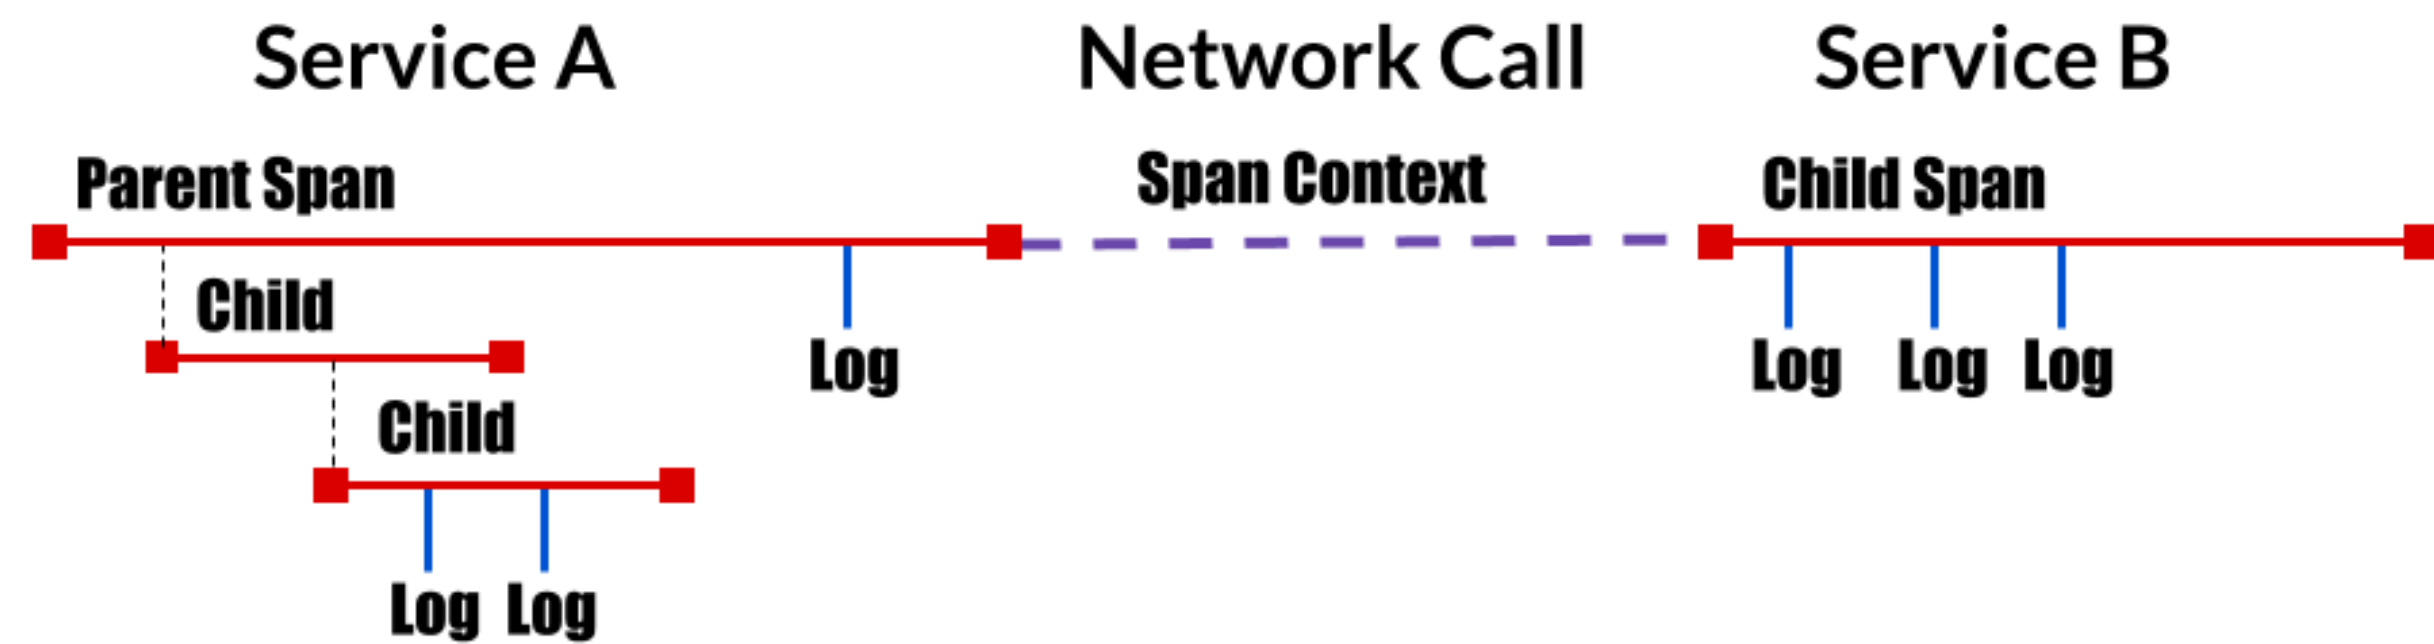 Service A
Network Call
Service B
Parent Span
Span Context
Child Span
Child
Log
Log
Log
Log
Child
Log
Log